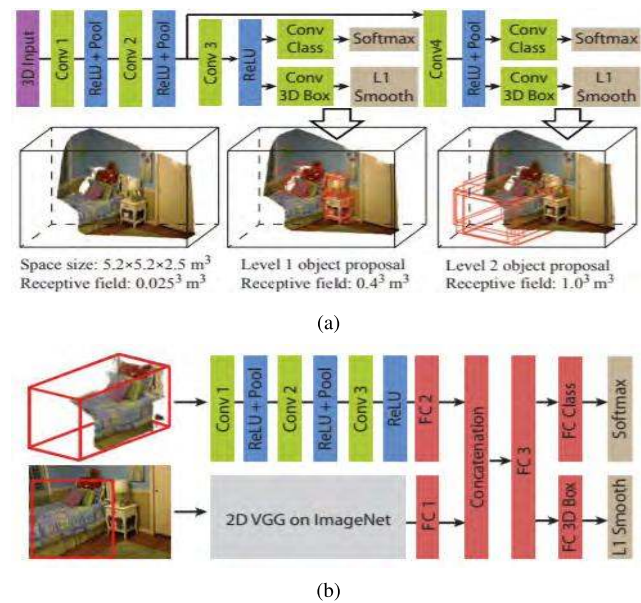 3D Input
Conv 1
ReLU + Pool
Conv 2
ReLU + Pool
Conv 3
ReLU
Conv Class
Softmax
Conv 3D Box
L1 Smooth
Conv4
ReLU + Pool
Conv Class
Softmax
Conv 3D Box
L1 Smooth
Space size: 5.2×5.2×2.5 m³
Receptive field: 0.025³ m³
Level 1 object proposal
Receptive field: 0.4³ m³
Level 2 object proposal
Receptive field: 1.0³ m³
(a)
Conv 1
ReLU + Pool
Conv 2
ReLU + Pool
Conv 3
ReLU
FC 2
Concatenation
FC 3
FC Class
Softmax
2D VGG on ImageNet
FC 1
FC 3D Box
L1 Smooth
(b)